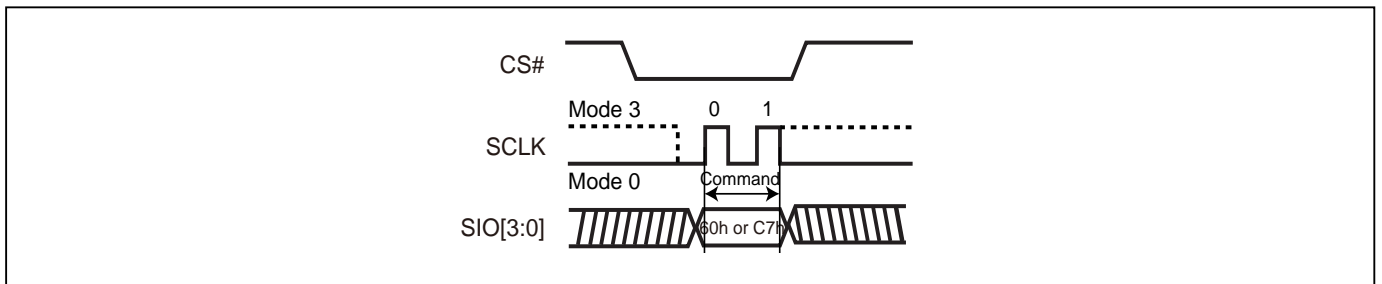 CS#
Mode 3 0 1
SCLK
Mode 0 Command
SIO[3:0] 60h or C7h